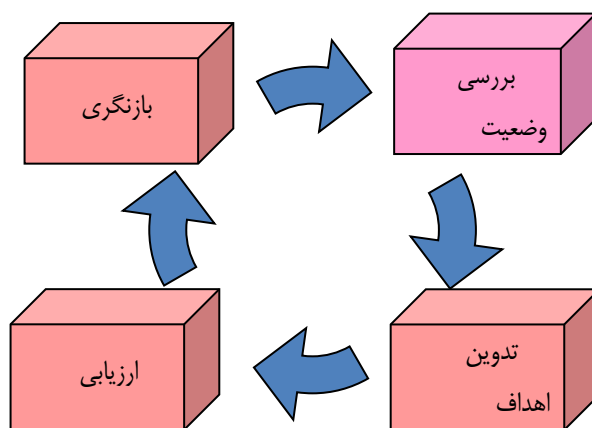 بررسی
وضعیت
تدوین
اهداف
ارزیابی
بازنگری